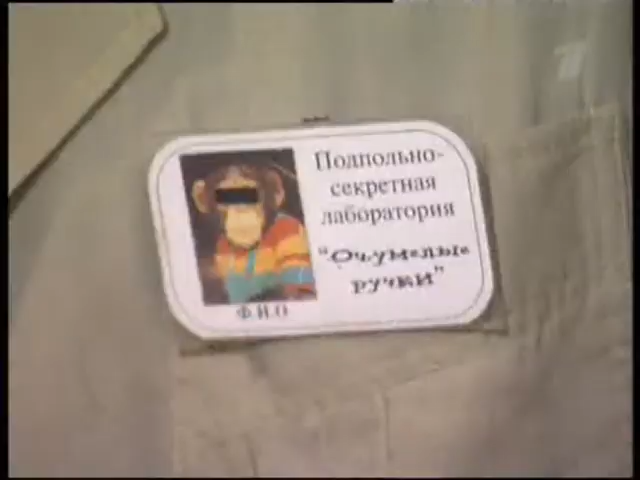 Подпольно-
секретная
лаборатория
"Очумелые
ручки"
Ф.И.О